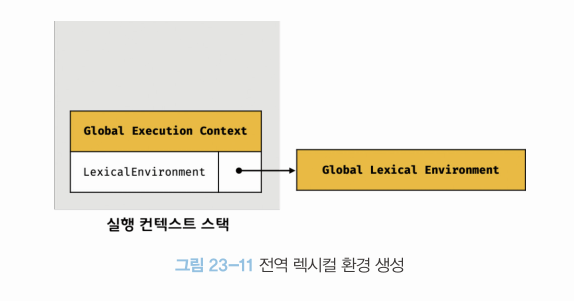 Global Execution Context
LexicalEnvironment
Global Lexical Environment
실행 컨텍스트 스택
그림 23-11 전역 렉시컬 환경 생성